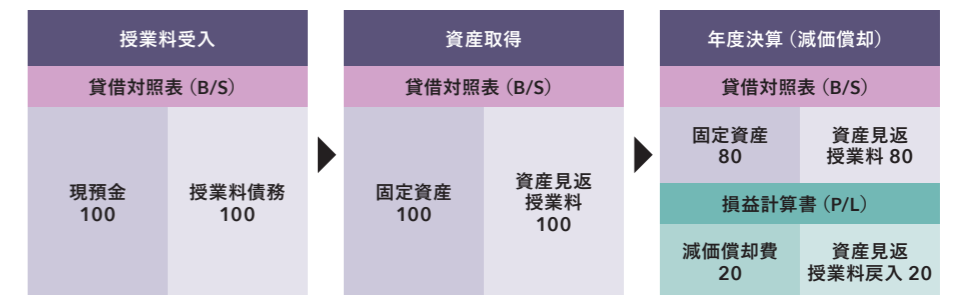 授業料受入
貸借対照表（B/S）
現預金
100
授業料債務
100
資産取得
貸借対照表（B/S）
固定資産
100
資産見返
授業料
100
年度決算（減価償却）
貸借対照表（B/S）
固定資産
80
資産見返
授業料 80
損益計算書（P/L）
減価償却費
20
資産見返
授業料戻入 20